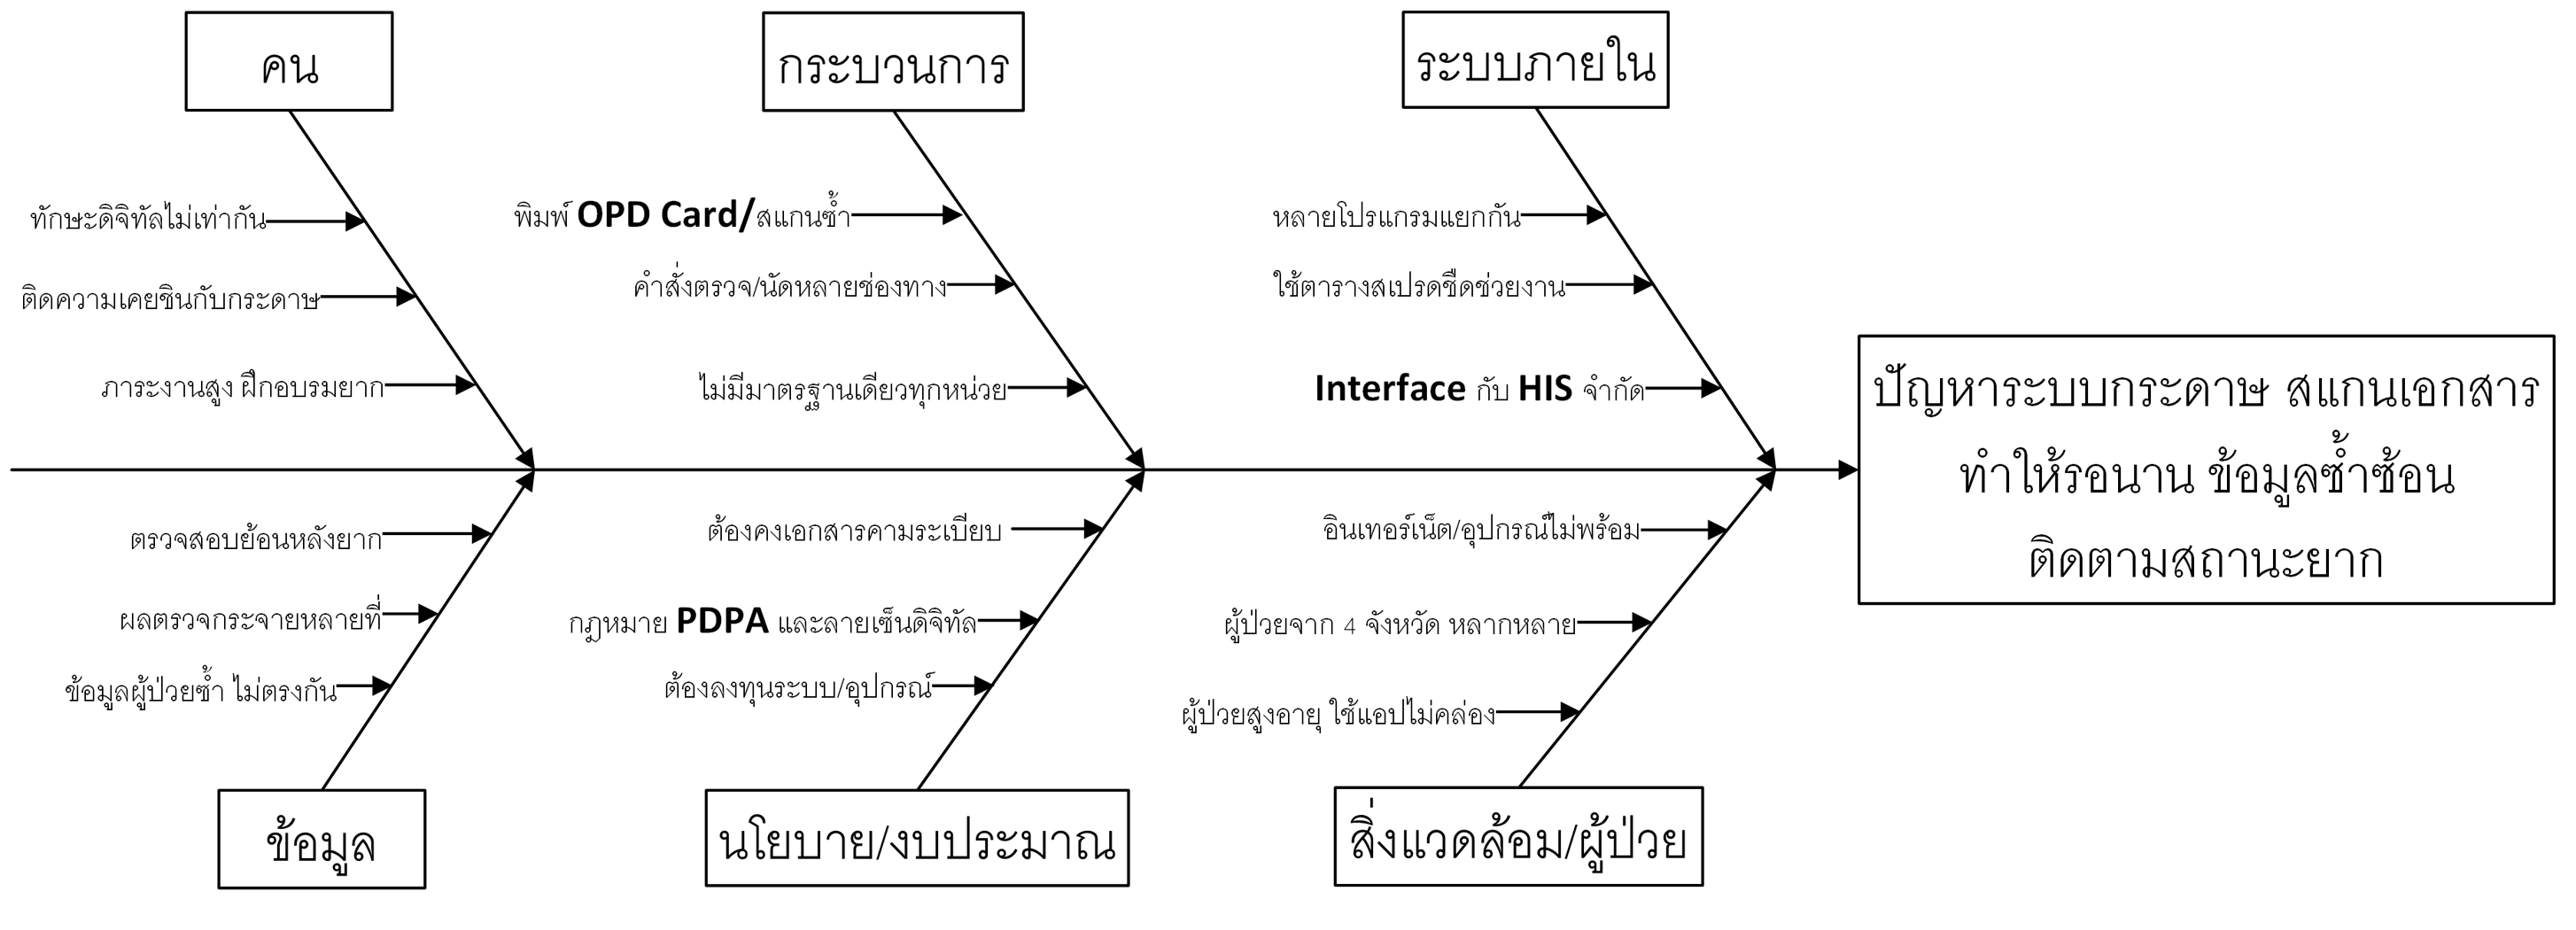 คน
กระบวนการ
ระบบภายใน
ทักษะดิจิทัลไม่เท่ากัน
ติดความเคยชินกับกระดาษ
ภาระงานสูง ฝึกอบรมยาก
พิมพ์ OPD Card/สแกนซ้ำ
คำสั่งตรวจ/นัดหลายช่องทาง
ไม่มีมาตรฐานเดียวทุกหน่วย
หลายโปรแกรมแยกกัน
ใช้ตารางสเปรดชีตช่วยงาน
Interface กับ HIS จำกัด
ปัญหาระบบกระดาษ สแกนเอกสาร
ทำให้รอนาน ข้อมูลซ้ำซ้อน
ติดตามสถานะยาก
ตรวจสอบย้อนหลังยาก
ผลตรวจกระจายหลายที่
ข้อมูลผู้ป่วยซ้ำ ไม่ตรงกัน
ต้องคงเอกสารคามระเบียบ
กฎหมาย PDPA และลายเซ็นดิจิทัล
ต้องลงทุนระบบ/อุปกรณ์
อินเทอร์เน็ต/อุปกรณ์ไม่พร้อม
ผู้ป่วยจาก 4 จังหวัด หลากหลาย
ผู้ป่วยสูงอายุ ใช้แอปไม่คล่อง
ข้อมูล
นโยบาย/งบประมาณ
สิ่งแวดล้อม/ผู้ป่วย